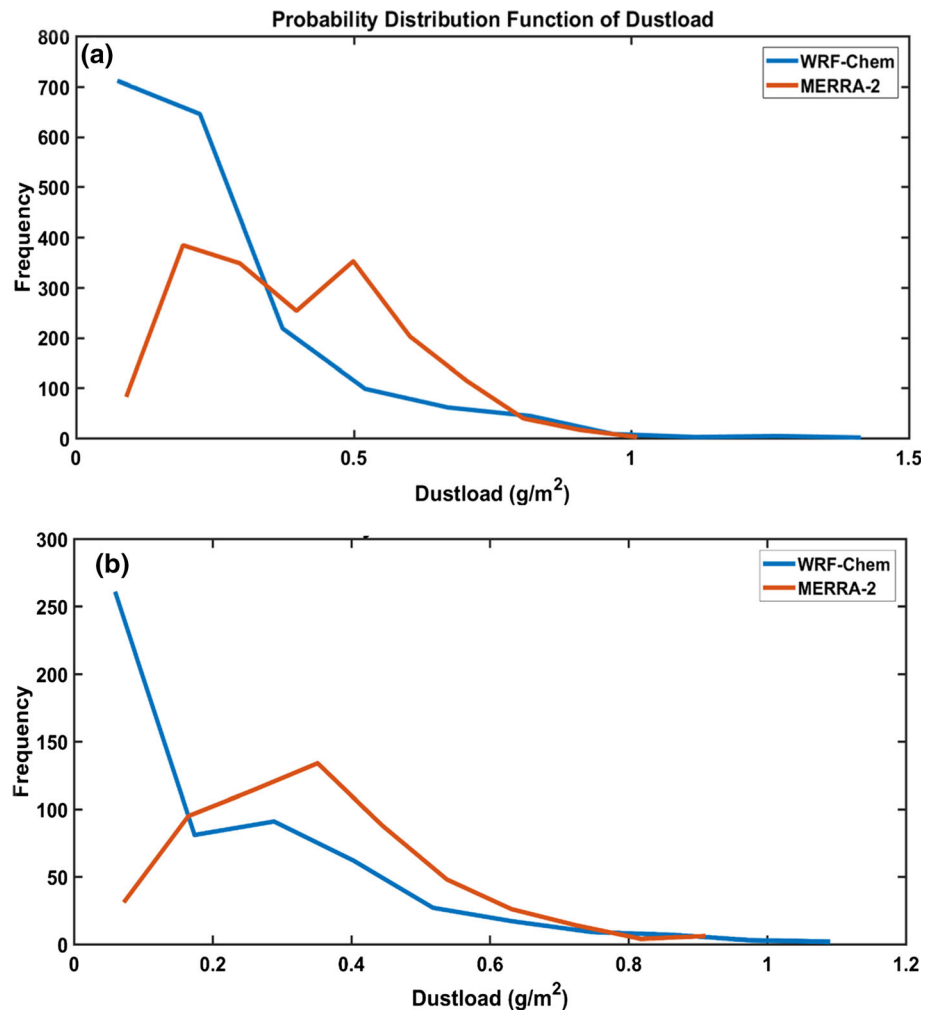 Probability Distribution Function of Dustload
(a)
WRF-Chem
MERRA-2
800
700
600
500
400
300
200
100
0
Frequency
0
0.5
1
1.5
Dustload (g/m²)
(b)
WRF-Chem
MERRA-2
300
250
200
150
100
50
0
Frequency
0
0.2
0.4
0.6
0.8
1
1.2
Dustload (g/m²)